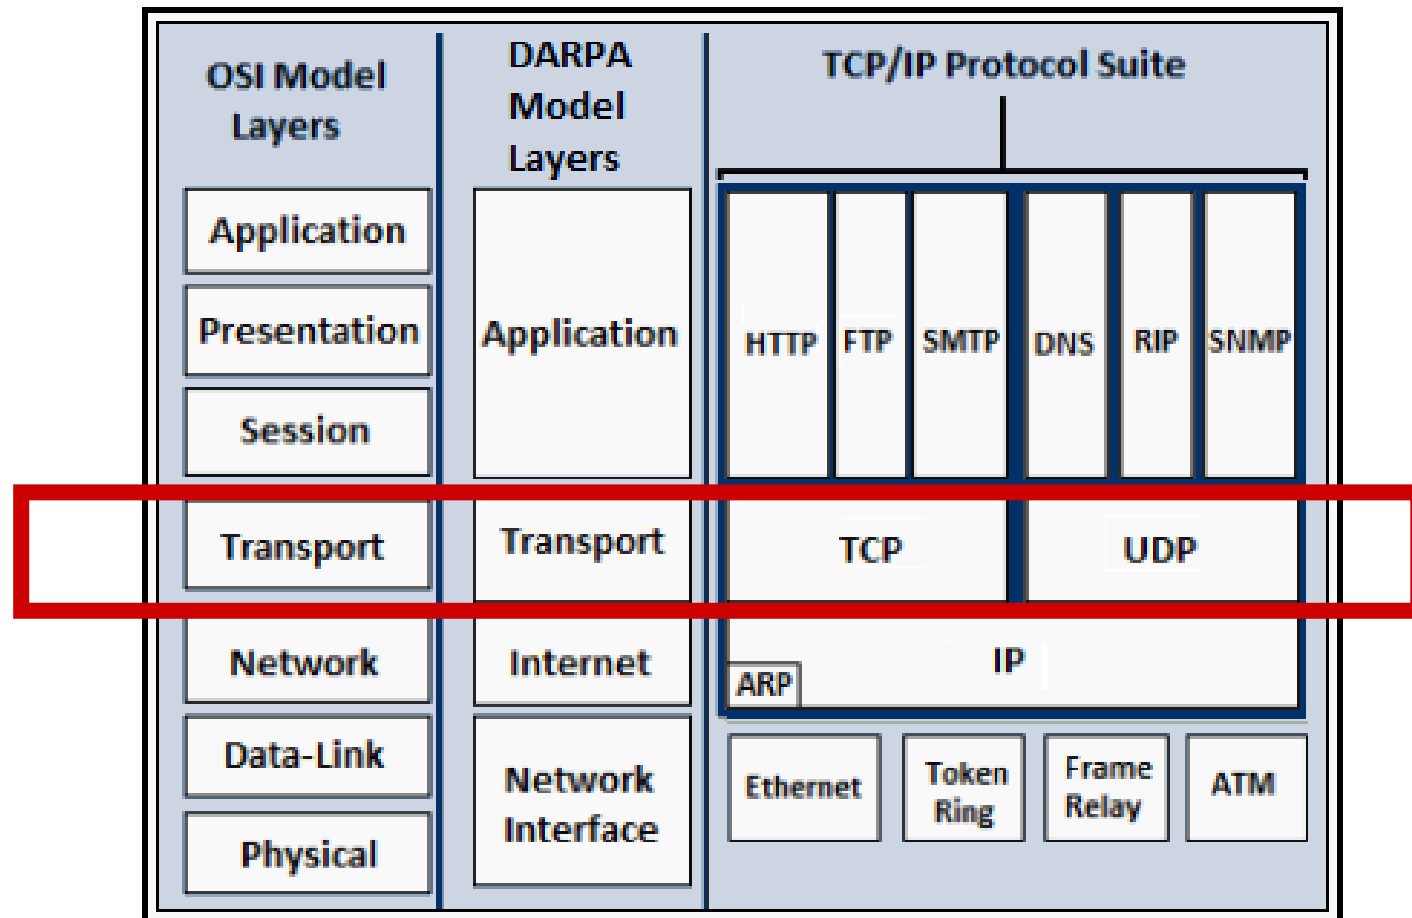 OSI Model
Layers
DARPA
Model
Layers
TCP/IP Protocol Suite
Application
Presentation
Session
Transport
Network
Data-Link
Physical
Application
Transport
Internet
Network
Interface
HTTP
FTP
SMTP
DNS
RIP
SNMP
TCP
UDP
IP
ARP
Ethernet
Token
Ring
Frame
Relay
ATM